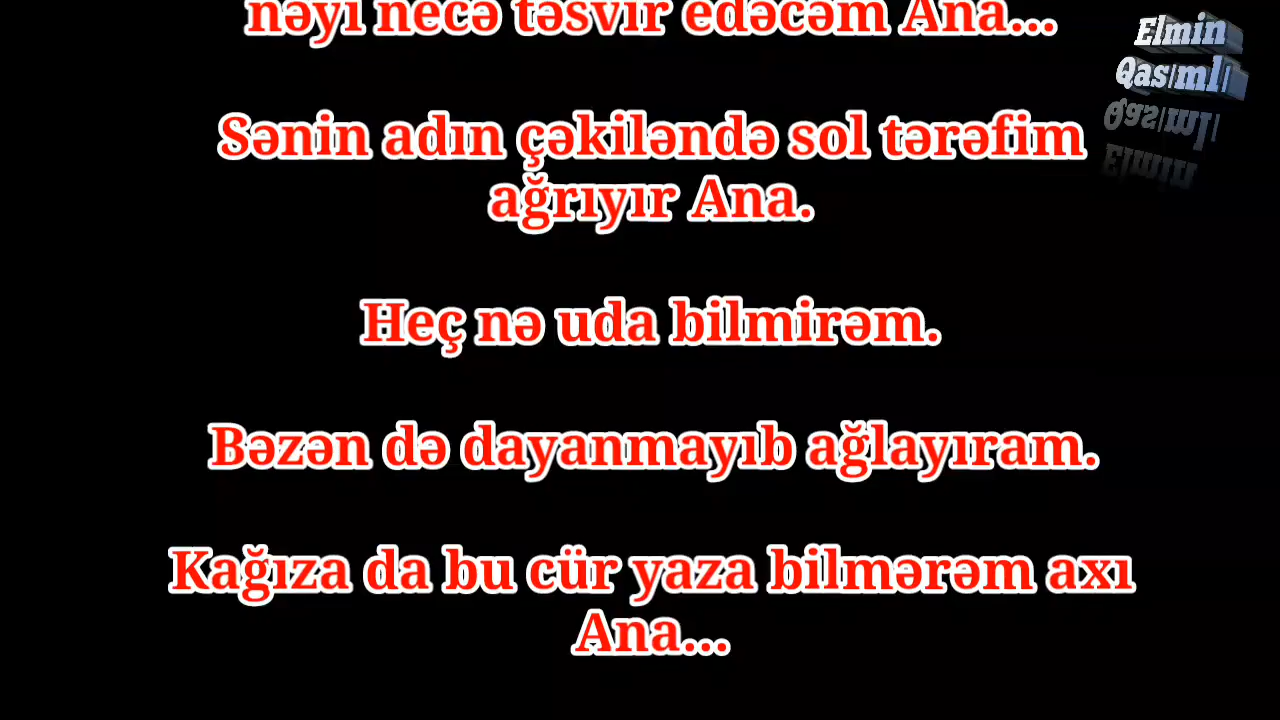 nəyi necə təsvir edəcəm Ana...
Elmin
Qasımlı
Sənin adın çəkiləndə sol tərəfim
ağrıyır Ana.
Heç nə uda bilmirəm.
Bəzən də dayanmayıb ağlayıram.
Kağıza da bu cür yaza bilmərəm axı
Ana...